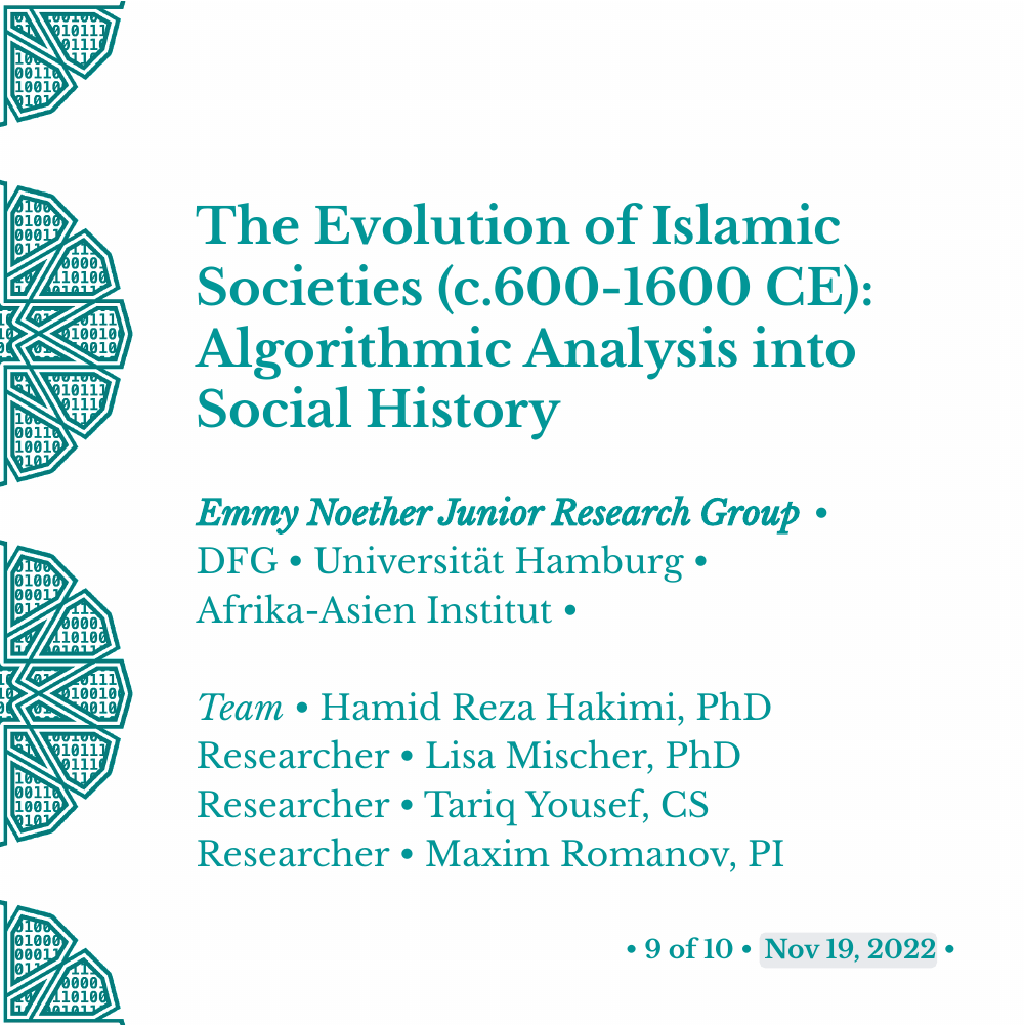 The Evolution of Islamic
Societies (c.600-1600 CE):
Algorithmic Analysis into
Social History
Emmy Noether Junior Research Group •
DFG • Universität Hamburg •
Afrika-Asien Institut •
Team • Hamid Reza Hakimi, PhD
Researcher • Lisa Mischer, PhD
Researcher • Tariq Yousef, CS
Researcher • Maxim Romanov, PI
• 9 of 10 • Nov 19, 2022 •